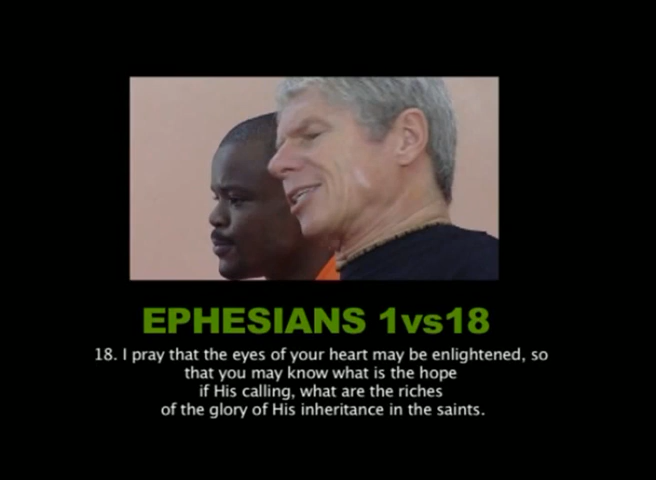 EPHESIANS 1vs18
18. I pray that the eyes of your heart may be enlightened, so
that you may know what is the hope
if His calling, what are the riches
of the glory of His inheritance in the saints.